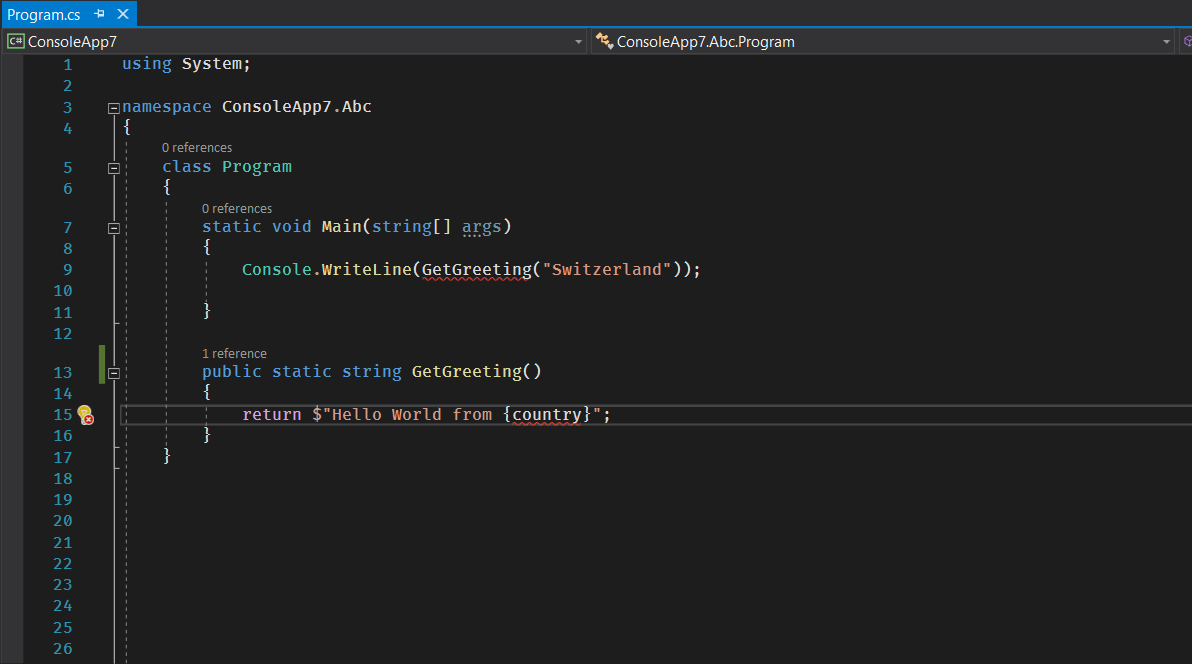 Program.cs
C# ConsoleApp7 ConsoleApp7.Abc.Program
1 using System;
2
3 namespace ConsoleApp7.Abc
4 {
0 references
5 class Program
6 {
0 references
7 static void Main(string[] args)
8 {
9 Console.WriteLine(GetGreeting("Switzerland"));
10
11 }
12
1 reference
13 public static string GetGreeting()
14 {
15 return $"Hello World from {country}";
16 }
17 }
18
19
20
21
22
23
24
25
26